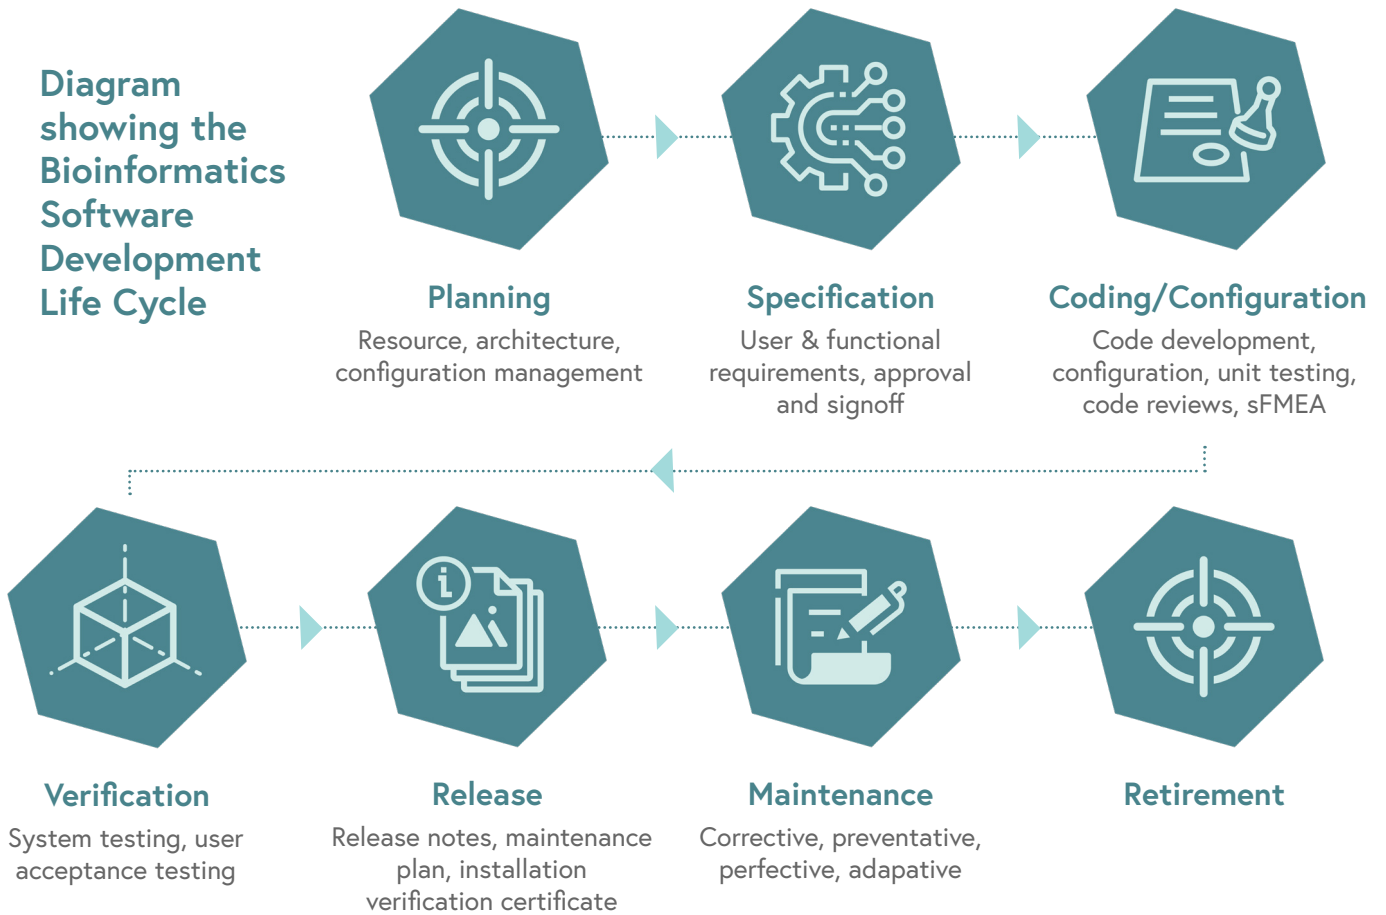 Diagram
showing the
Bioinformatics
Software
Development
Life Cycle
Planning
Resource, architecture,
configuration management
Specification
User & functional
requirements, approval
and signoff
Coding/Configuration
Code development,
configuration, unit testing,
code reviews, sFMEA
Verification
System testing, user
acceptance testing
Release
Release notes, maintenance
plan, installation
verification certificate
Maintenance
Corrective, preventative,
perfective, adapative
Retirement